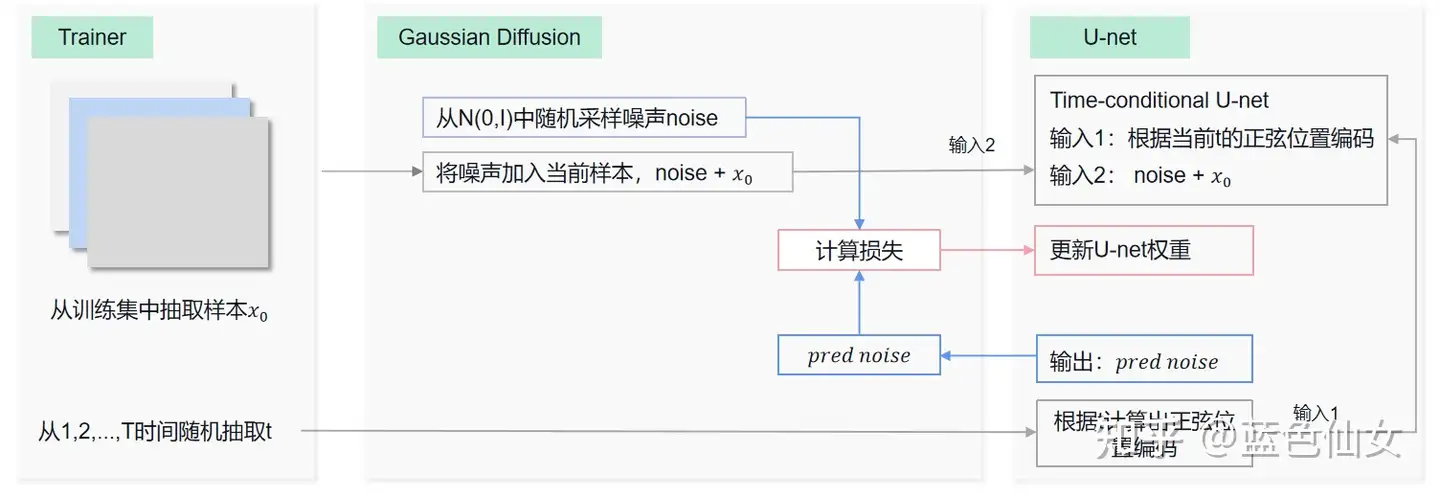 Trainer
从训练集中抽取样本x₀
从1,2,...,T时间随机抽取t
Gaussian Diffusion
从N(0,I)中随机采样噪声noise
将噪声加入当前样本，noise + x₀
计算损失
pred noise
输入2
U-net
Time-conditional U-net
输入1：根据当前t的正弦位置编码
输入2： noise + x₀
更新U-net权重
输出：pred noise
根据t计算出正弦位
置编码
输入1
知乎 @蓝色仙女